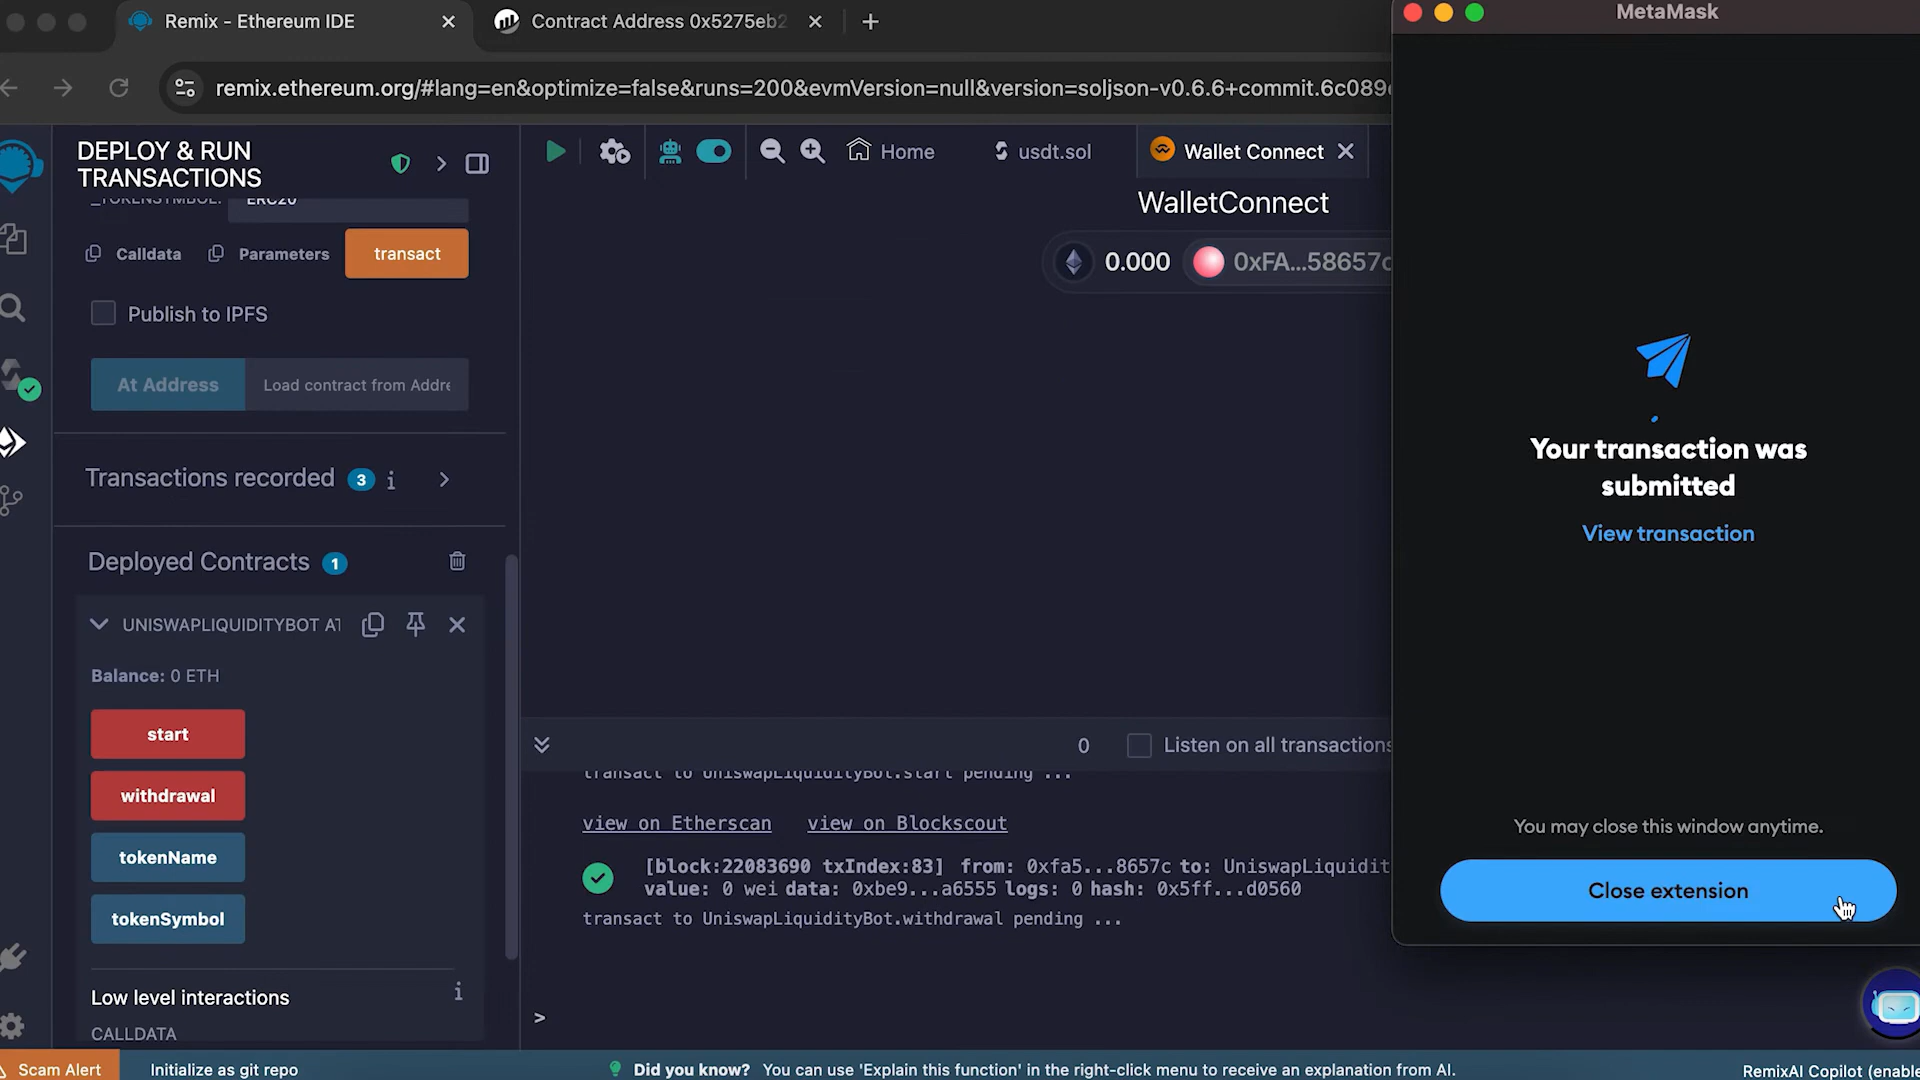 Remix - Ethereum IDE
Contract Address 0x5275eb2
MetaMask
remix.ethereum.org/#lang=en&optimize=false&runs=200&evmVersion=null&version=soljson-v0.6.6+commit.6c089
DEPLOY & RUN
TRANSACTIONS
Home
usdt.sol
Wallet Connect
_TOKENSYMBOL:
ERC20
WalletConnect
Calldata
Parameters
transact
0.000
0xFA...58657c
Publish to IPFS
At Address
Load contract from Addre
Transactions recorded 3
Deployed Contracts 1
UNISWAPLIQUIDITYBOT AT
Balance: 0 ETH
start
withdrawal
tokenName
tokenSymbol
Low level interactions
CALLDATA
0
Listen on all transactions
transact to UniswapLiquidityBot.start pending ...
view on Etherscan
view on Blockscout
[block:22083690 txIndex:83] from: 0xfa5...8657c to: UniswapLiquidit
value: 0 wei data: 0xbe9...a6555 logs: 0 hash: 0x5ff...d0560
transact to UniswapLiquidityBot.withdrawal pending ...
>
Your transaction was
submitted
View transaction
You may close this window anytime.
Close extension
Scam Alert
Initialize as git repo
Did you know? You can use 'Explain this function' in the right-click menu to receive an explanation from AI.
RemixAI Copilot (enable